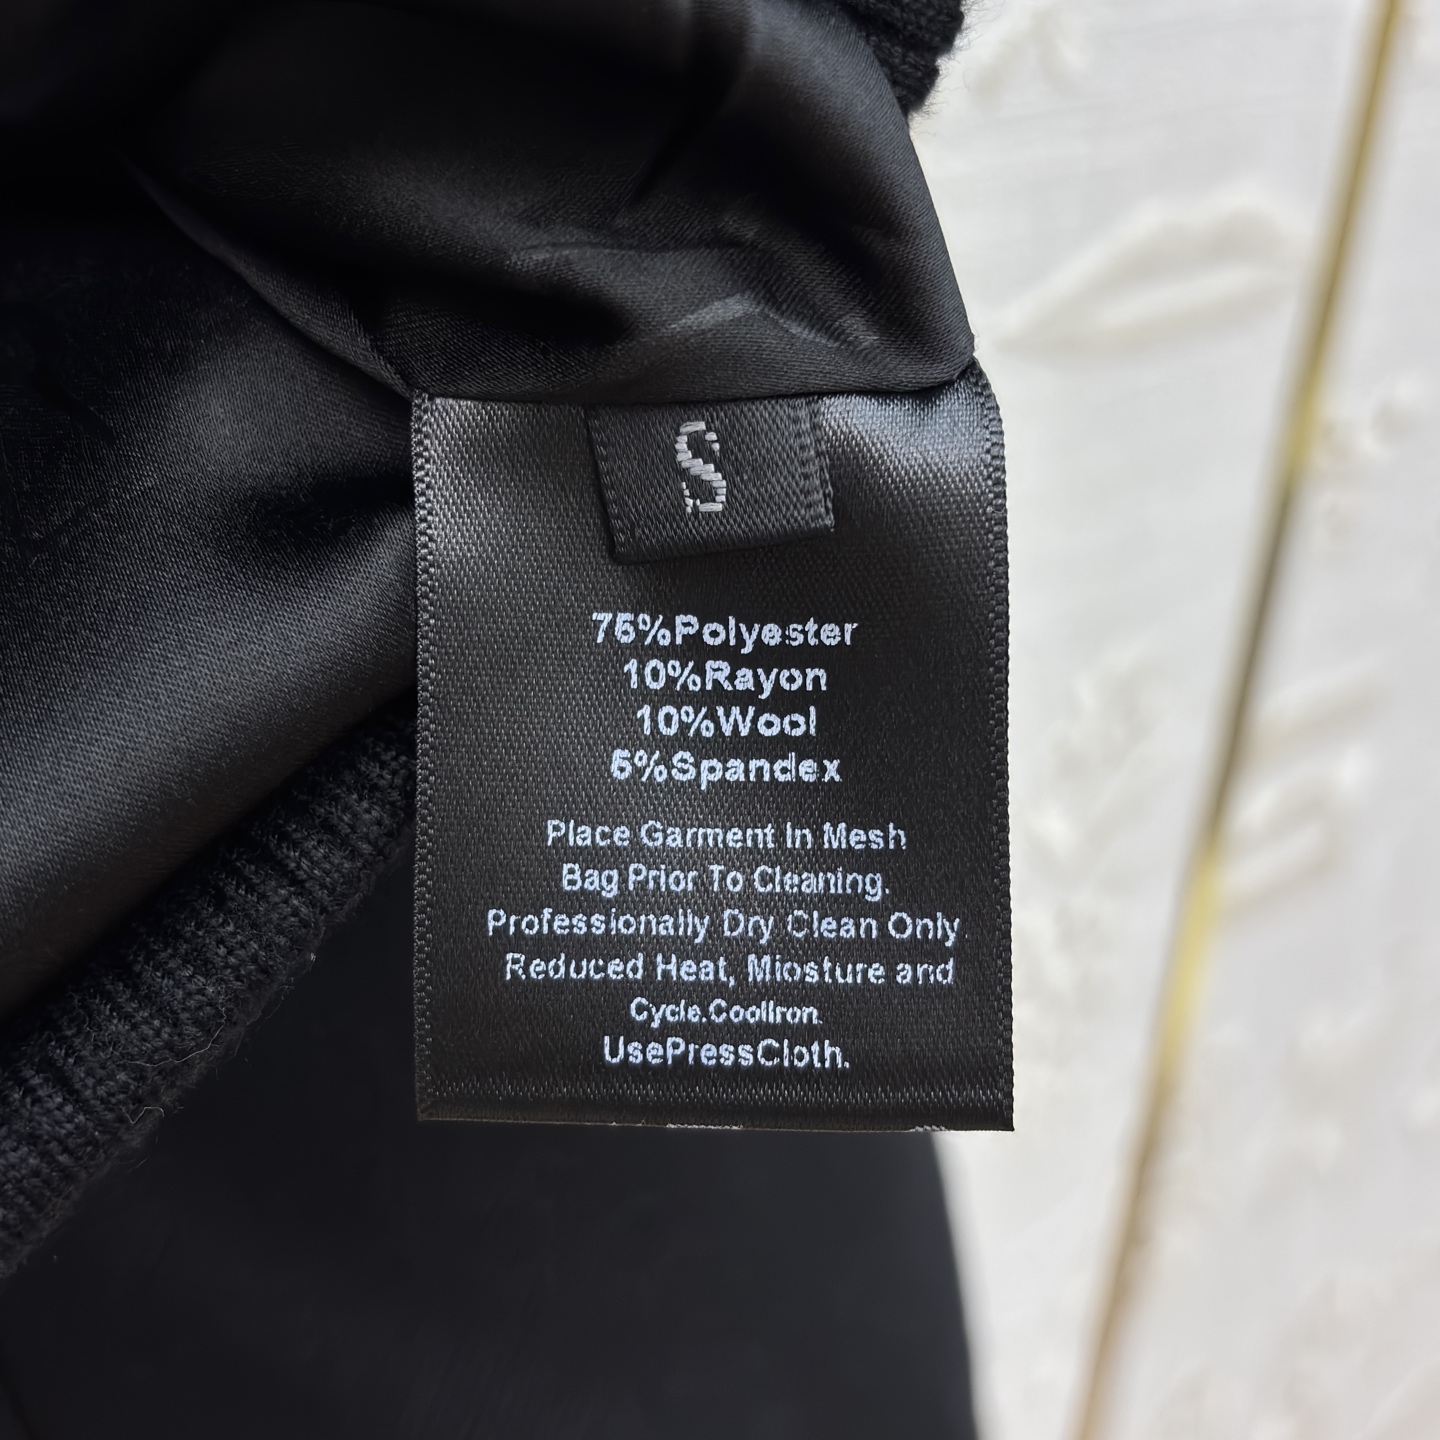 S
75%Polyester
10%Rayon
10%Wool
5%Spandex
Place Garment In Mesh
Bag Prior To Cleaning.
Professionally Dry Clean Only.
Reduced Heat, Miosture and
Cycle.CoolIron.
UsePressCloth.